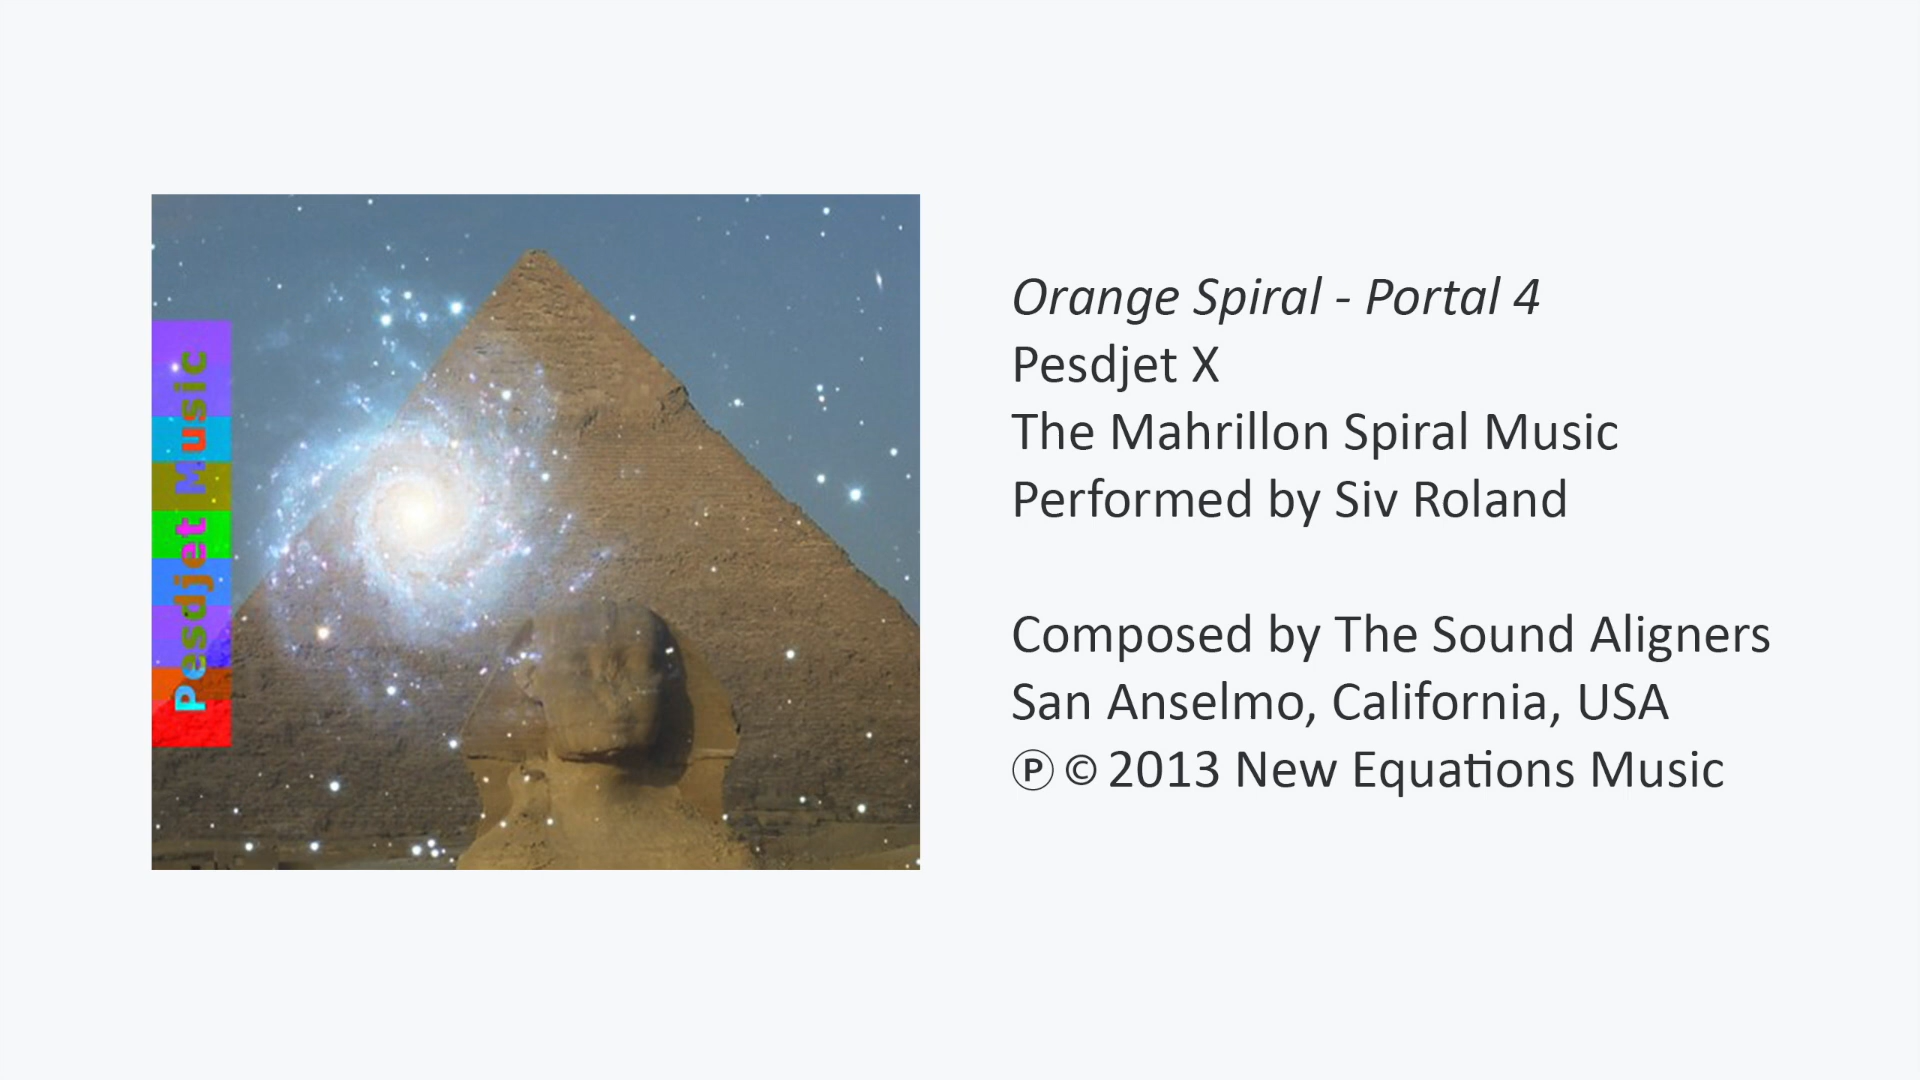 Pesdjet Music
Orange Spiral - Portal 4
Pesdjet X
The Mahrillon Spiral Music
Performed by Siv Roland
Composed by The Sound Aligners
San Anselmo, California, USA
Ⓟ © 2013 New Equations Music